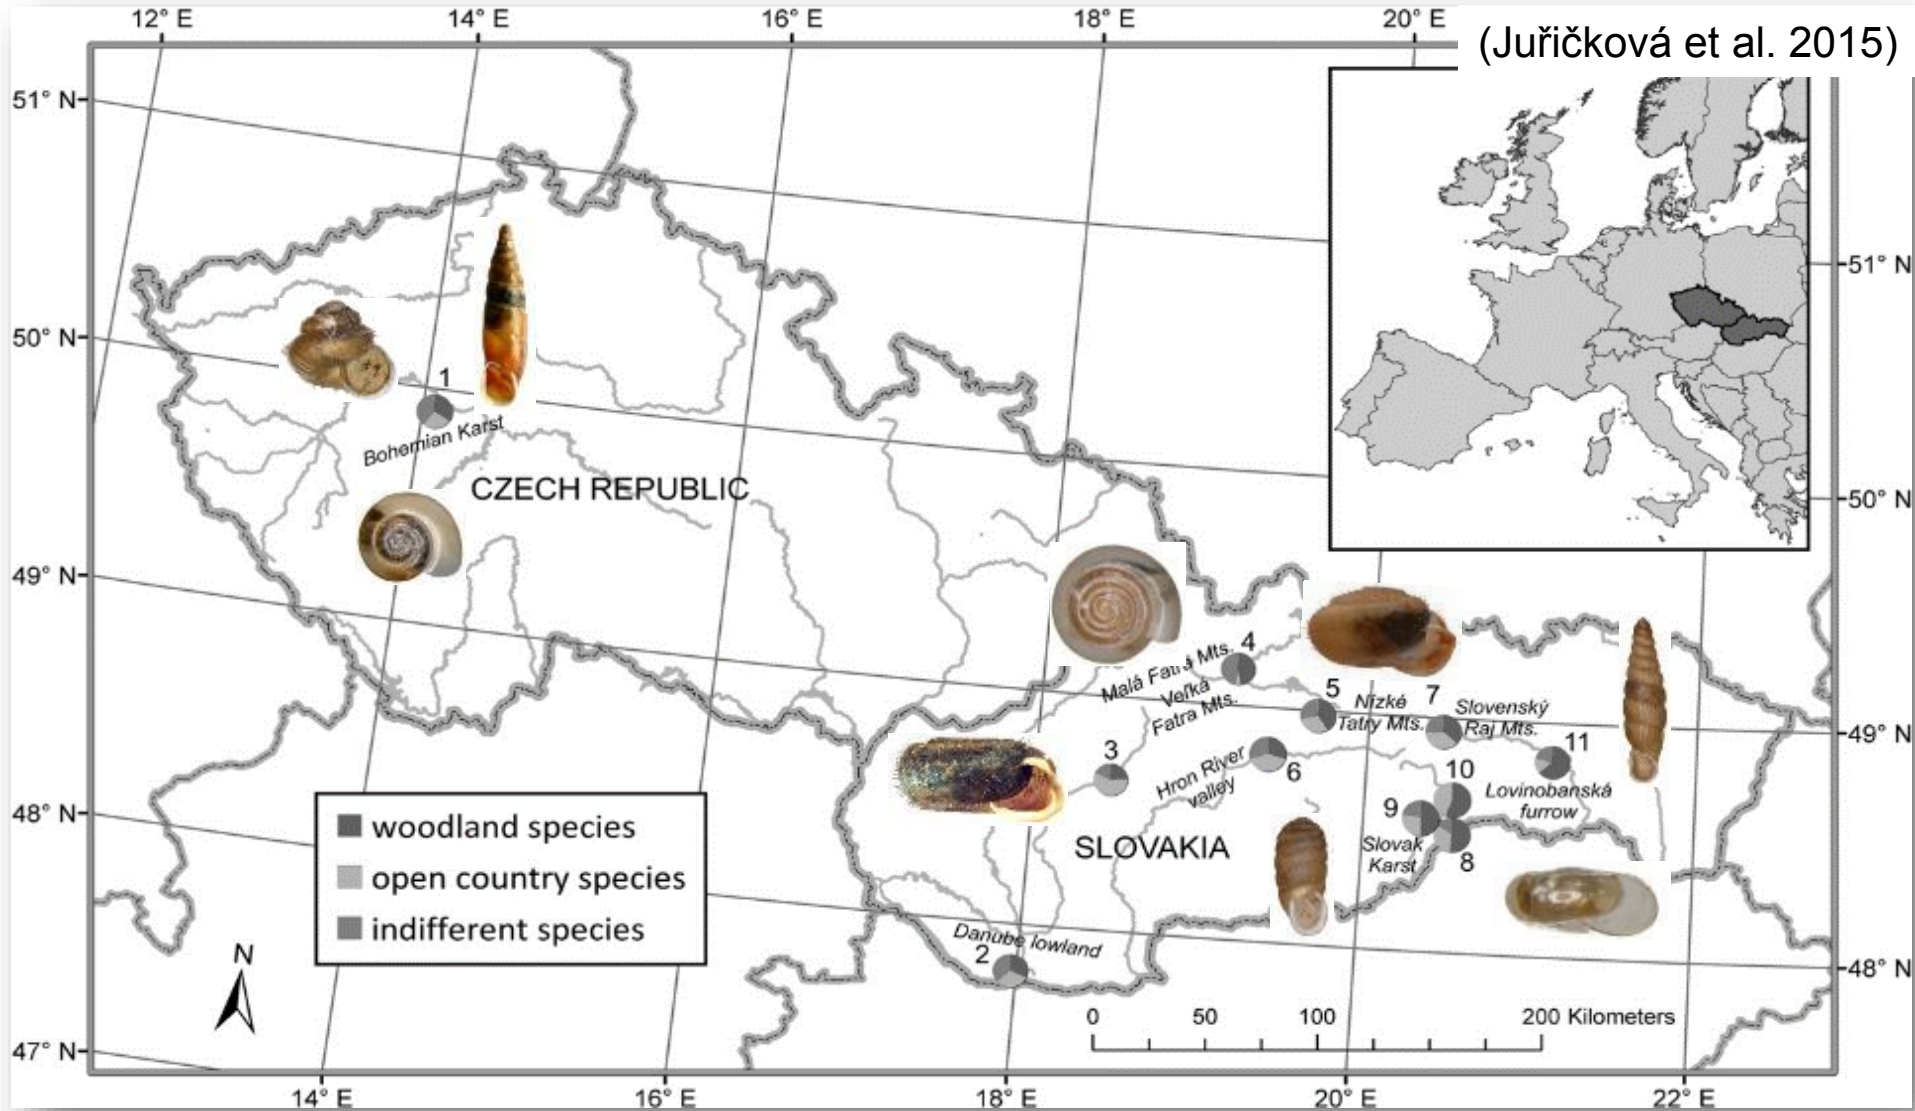 12° E 14° E 16° E 18° E 20° E
(Juřičková et al. 2015)
51° N
51° N
50° N
1
Bohemian Karst
CZECH REPUBLIC
50° N
49° N
Malá Fatra Mts. 4
Veľká
Fatra Mts.
5 Nízké
Tatry Mts.
7 Slovenský
Raj Mts.
49° N
3
Hron River
valley
6
11
10
Lovinobanská
furrow
9
Slovak
Karst
8
48° N
SLOVAKIA
woodland species
open country species
indifferent species
Danube lowland
2
48° N
N
0 50 100 200 Kilometers
47° N
14° E 16° E 18° E 20° E 22° E